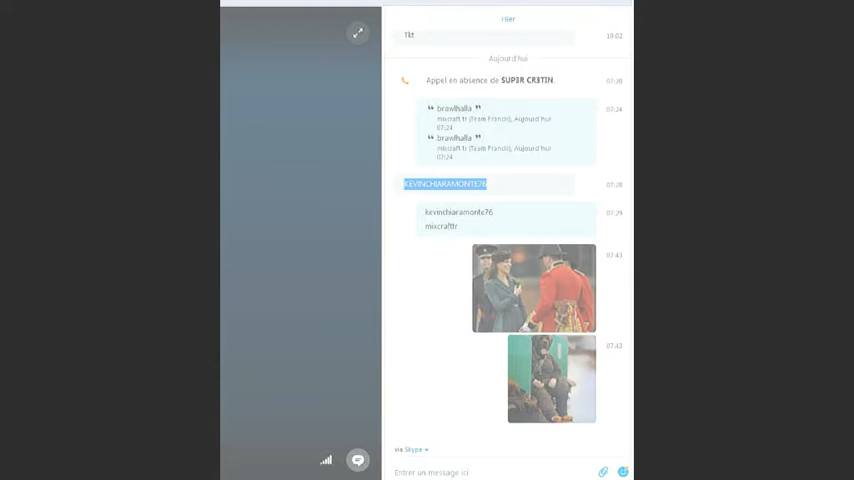 Hier
Tkt
19:02
Aujourd'hui
Appel en absence de SUP3R CR3TIN.
07:20
❝ brawlhalla ❞
07:24
mixcraft tr (Team Francis), Aujourd'hui
07:24
❝ brawlhalla ❞
mixcraft tr (Team Francis), Aujourd'hui
07:24
KEVINCHIARAMONTE76
07:28
kevinchiaramonte76
07:29
mixcrafttr
07:43
07:43
via Skype
Entrer un message ici